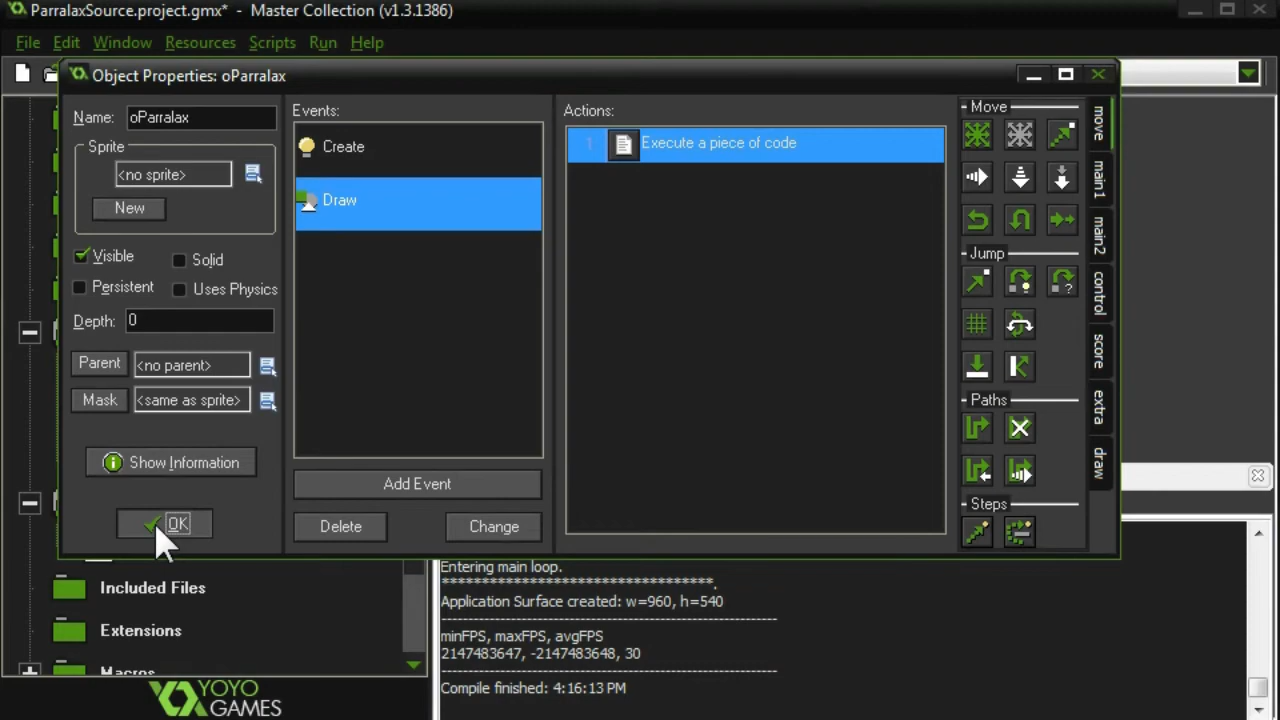 ParralaxSource.project.gmx* - Master Collection (v1.3.1386)
File Edit Window Resources Scripts Run Help
Object Properties: oParralax
Name: oParralax
Sprite
<no sprite>
New
Visible
Solid
Persistent
Uses Physics
Depth: 0
Parent <no parent>
Mask <same as sprite>
Show Information
OK
Events:
Create
Draw
Add Event
Delete
Change
Actions:
1 Execute a piece of code
Move
Jump
?
Paths
Steps
move
main1
main2
control
score
extra
draw
Included Files
Extensions
Macros
YOYO
GAMES
Entering main loop.
***************************************.
Application Surface created: w=960, h=540
minFPS, maxFPS, avgFPS
2147483647, -2147483648, 30
Compile finished: 4:16:13 PM